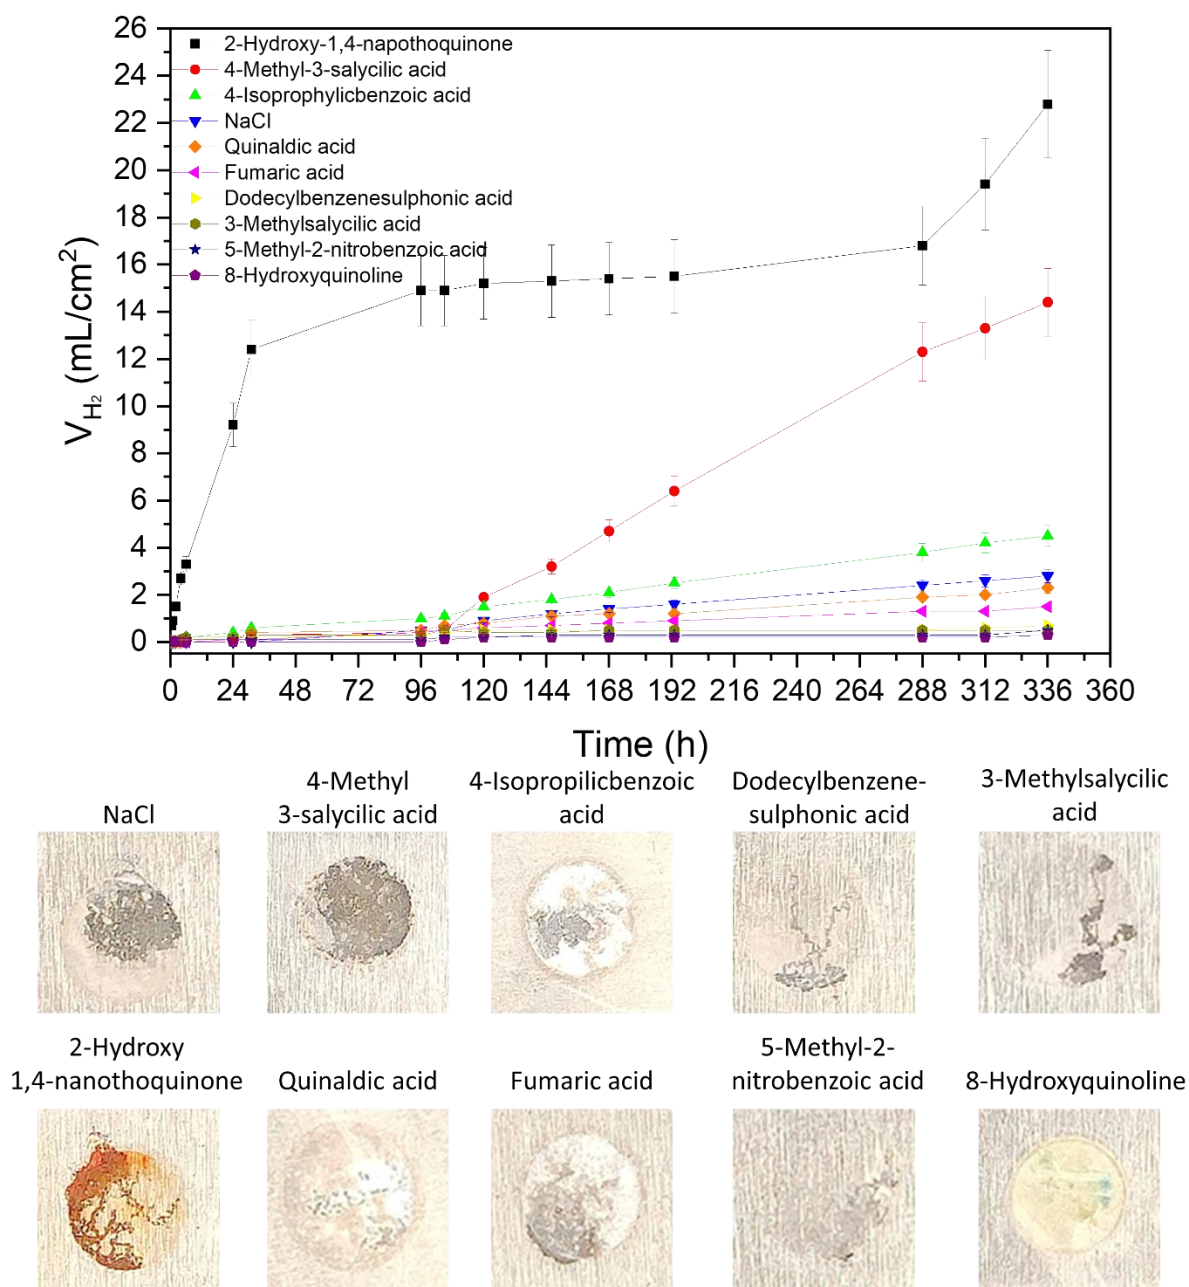 26
24
22
20
18
16
14
12
10
8
6
4
2
0
V_H₂ (mL/cm²)
2-Hydroxy-1,4-napothoquinone
4-Methyl-3-salycilic acid
4-Isoprophylicbenzoic acid
NaCl
Quinaldic acid
Fumaric acid
Dodecylbenzenesulphonic acid
3-Methylsalycilic acid
5-Methyl-2-nitrobenzoic acid
8-Hydroxyquinoline
0 24 48 72 96 120 144 168 192 216 240 264 288 312 336 360
Time (h)
NaCl
4-Methyl
3-salycilic acid
4-Isopropilicbenzoic
acid
Dodecylbenzene-
sulphonic acid
3-Methylsalycilic
acid
2-Hydroxy
1,4-nanothoquinone
Quinaldic acid
Fumaric acid
5-Methyl-2-
nitrobenzoic acid
8-Hydroxyquinoline